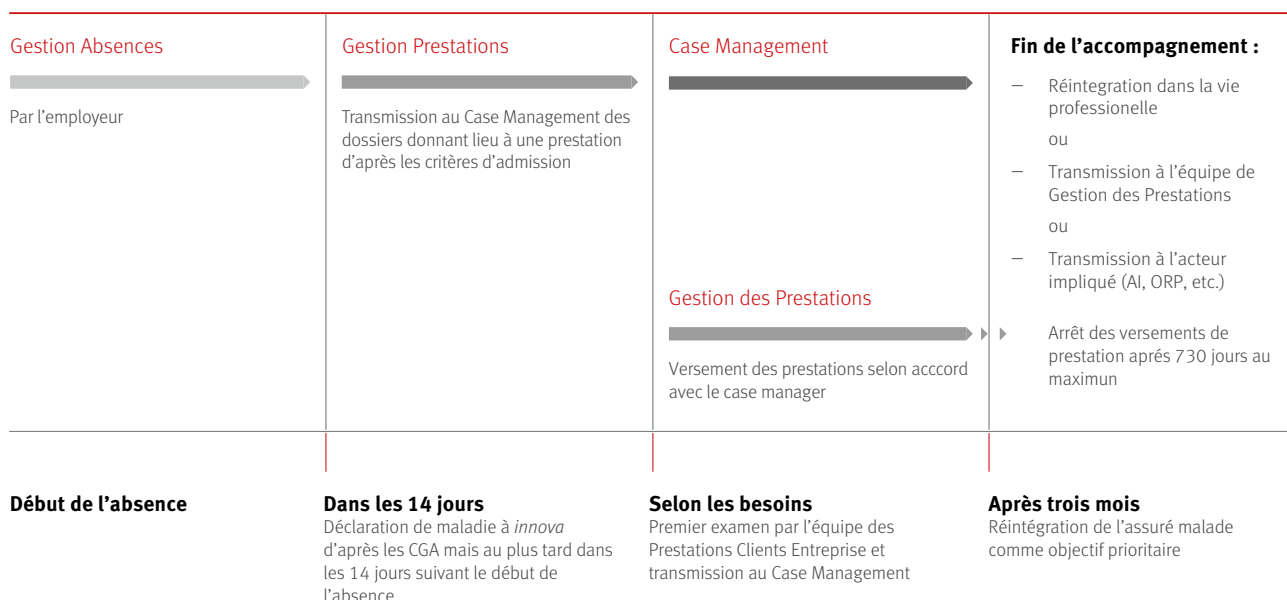 Gestion Absences
Par l’employeur
Gestion Prestations
Transmission au Case Management des
dossiers donnant lieu à une prestation
d’après les critères d’admission
Case Management
Gestion des Prestations
Versement des prestations selon acccord
avec le case manager
Fin de l’accompagnement :
— Réintegration dans la vie
professionelle
ou
— Transmission à l’équipe de
Gestion des Prestations
ou
— Transmission à l’acteur
impliqué (AI, ORP, etc.)
Arrêt des versements de
prestation aprés 730 jours au
maximun
Début de l’absence
Dans les 14 jours
Déclaration de maladie à innova
d’après les CGA mais au plus tard dans
les 14 jours suivant le début de
l’absence
Selon les besoins
Premier examen par l’équipe des
Prestations Clients Entreprise et
transmission au Case Management
Après trois mois
Réintégration de l’assuré malade
comme objectif prioritaire